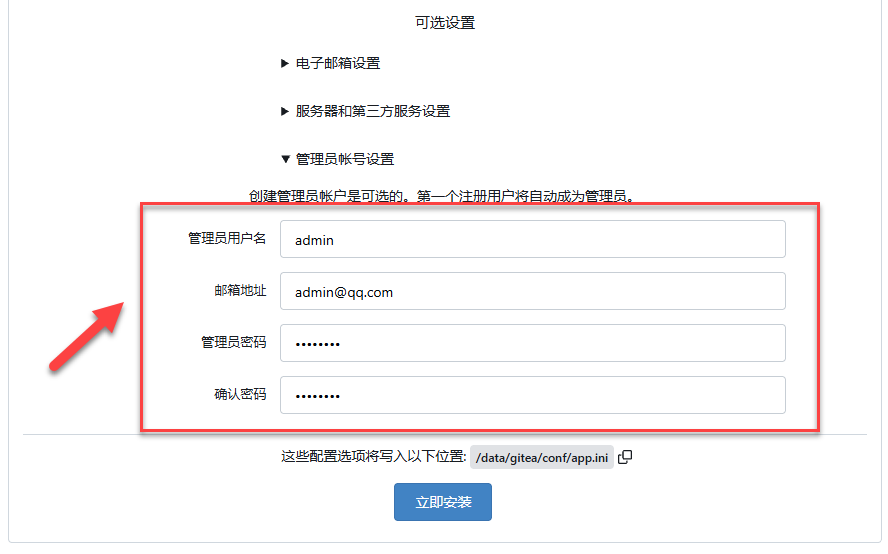 可选设置
▶ 电子邮箱设置
▶ 服务器和第三方服务设置
▼ 管理员帐号设置
创建管理员帐户是可选的。第一个注册用户将自动成为管理员。
管理员用户名 admin
邮箱地址 admin@qq.com
管理员密码 ••••••••
确认密码 ••••••••
这些配置选项将写入以下位置: /data/gitea/conf/app.ini
立即安装